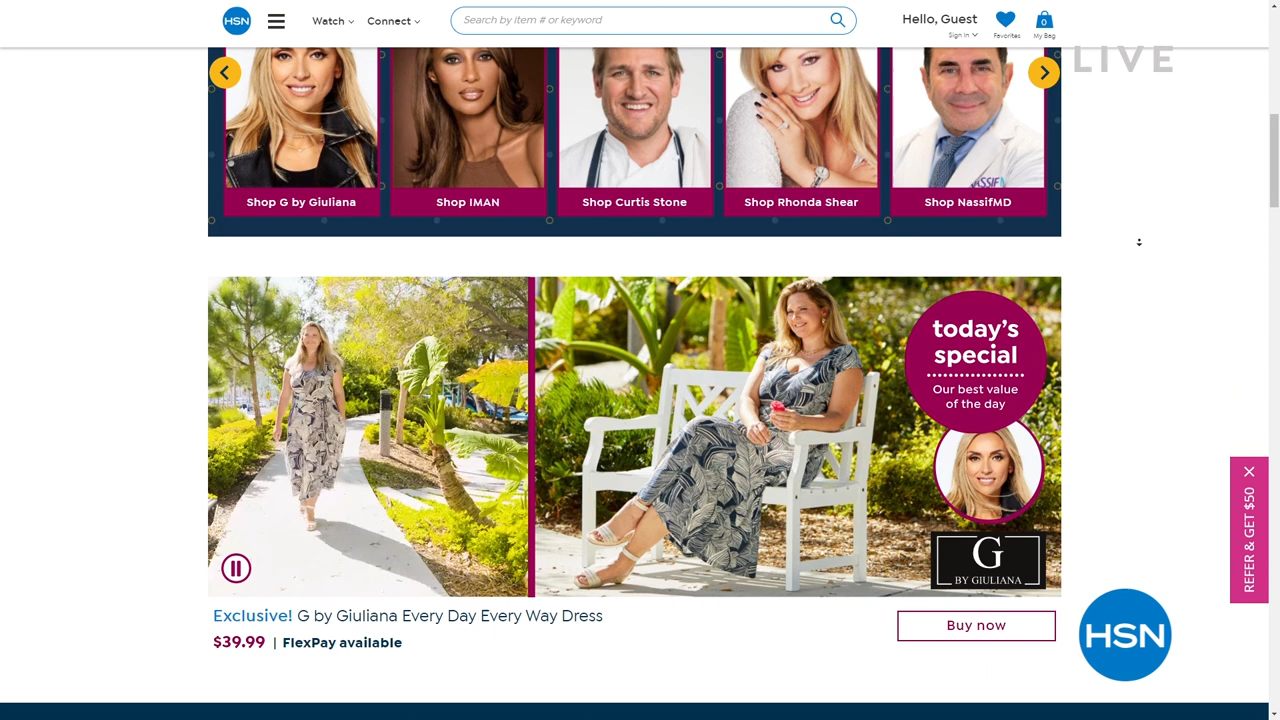 HSN
Watch
Connect
Search by item # or keyword
Hello, Guest
Sign In
Favorites
0
My Bag
LIVE
Shop G by Giuliana
Shop IMAN
Shop Curtis Stone
Shop Rhonda Shear
NASSIF
Shop NassifMD
today's
special
Our best value
of the day
G
BY GIULIANA
REFER & GET $50
Exclusive! G by Giuliana Every Day Every Way Dress
$39.99 | FlexPay available
Buy now
HSN